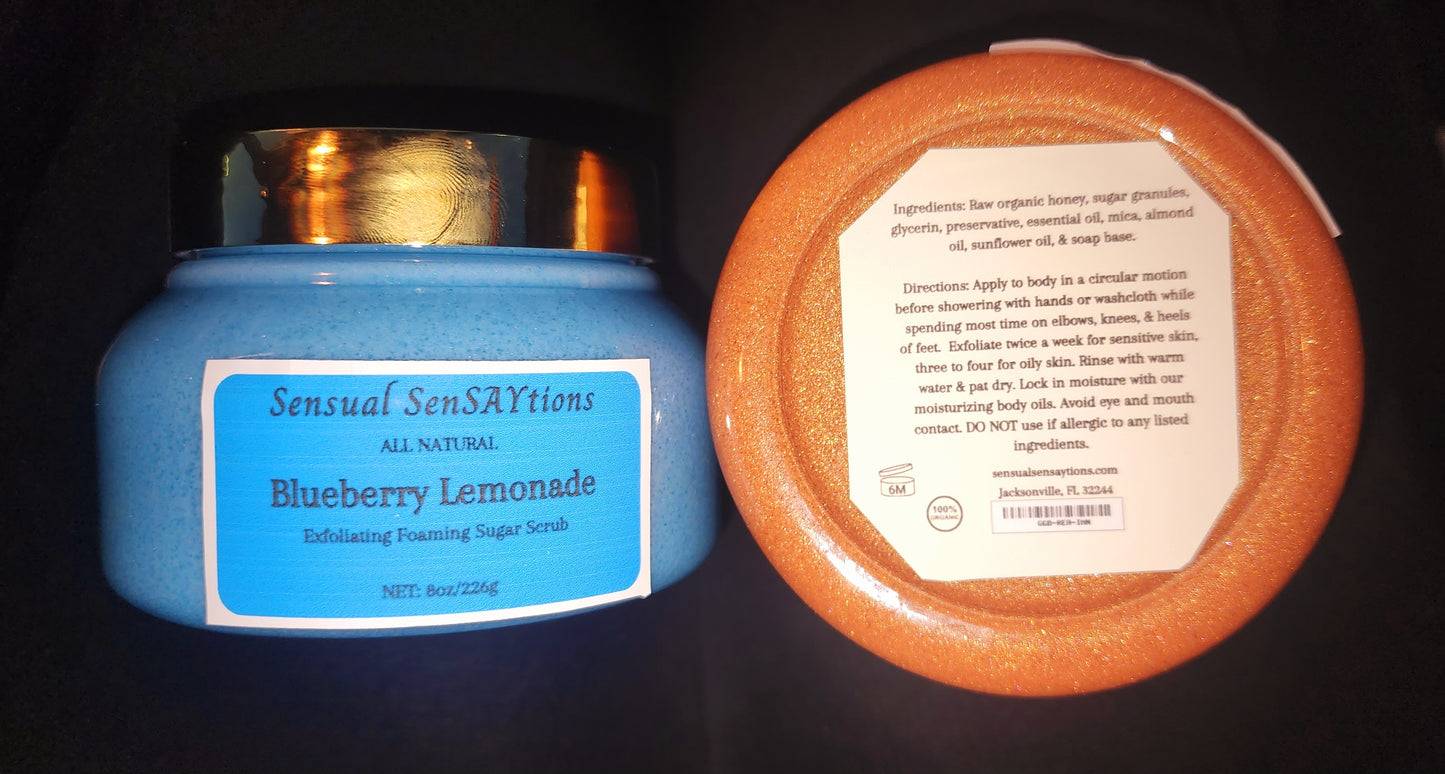 Sensual SenSAYtions
ALL NATURAL
Blueberry Lemonade
Exfoliating Foaming Sugar Scrub
NET: 8oz/226g
Ingredients: Raw organic honey, sugar granules,
glycerin, preservative, essential oil, mica, almond
oil, sunflower oil, & soap base.
Directions: Apply to body in a circular motion
before showering with hands or washcloth while
spending most time on elbows, knees, & heels
of feet. Exfoliate twice a week for sensitive skin,
three to four for oily skin. Rinse with warm
water & pat dry. Lock in moisture with our
moisturizing body oils. Avoid eye and mouth
contact. DO NOT use if allergic to any listed
ingredients.
sensualsensaytions.com
Jacksonville, FL 32244
6M
100%
ORGANIC